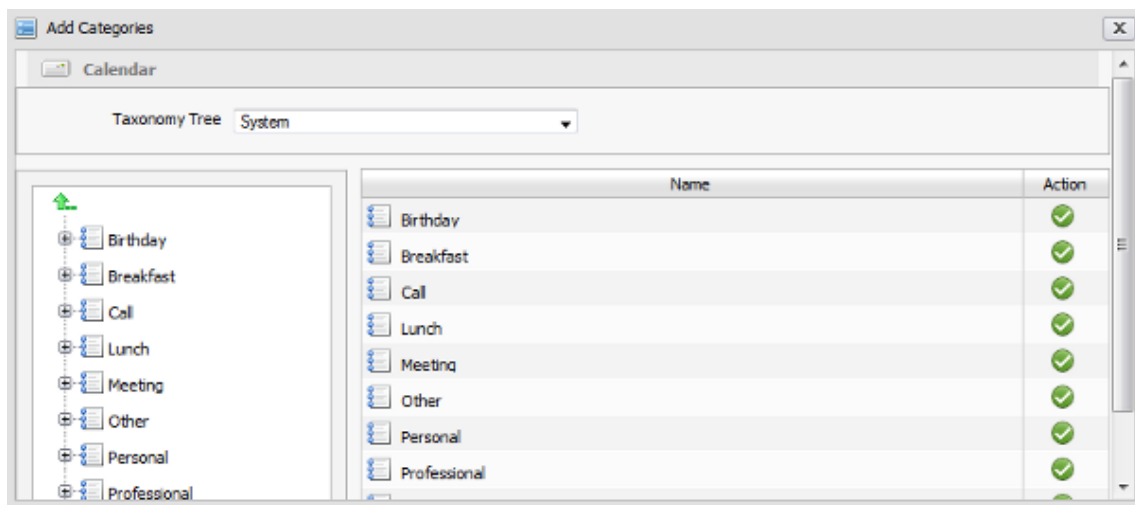 Add Categories
Calendar
Taxonomy Tree System
Birthday
Breakfast
Call
Lunch
Meeting
Other
Personal
Professional
Name Action
Birthday
Breakfast
Call
Lunch
Meeting
Other
Personal
Professional